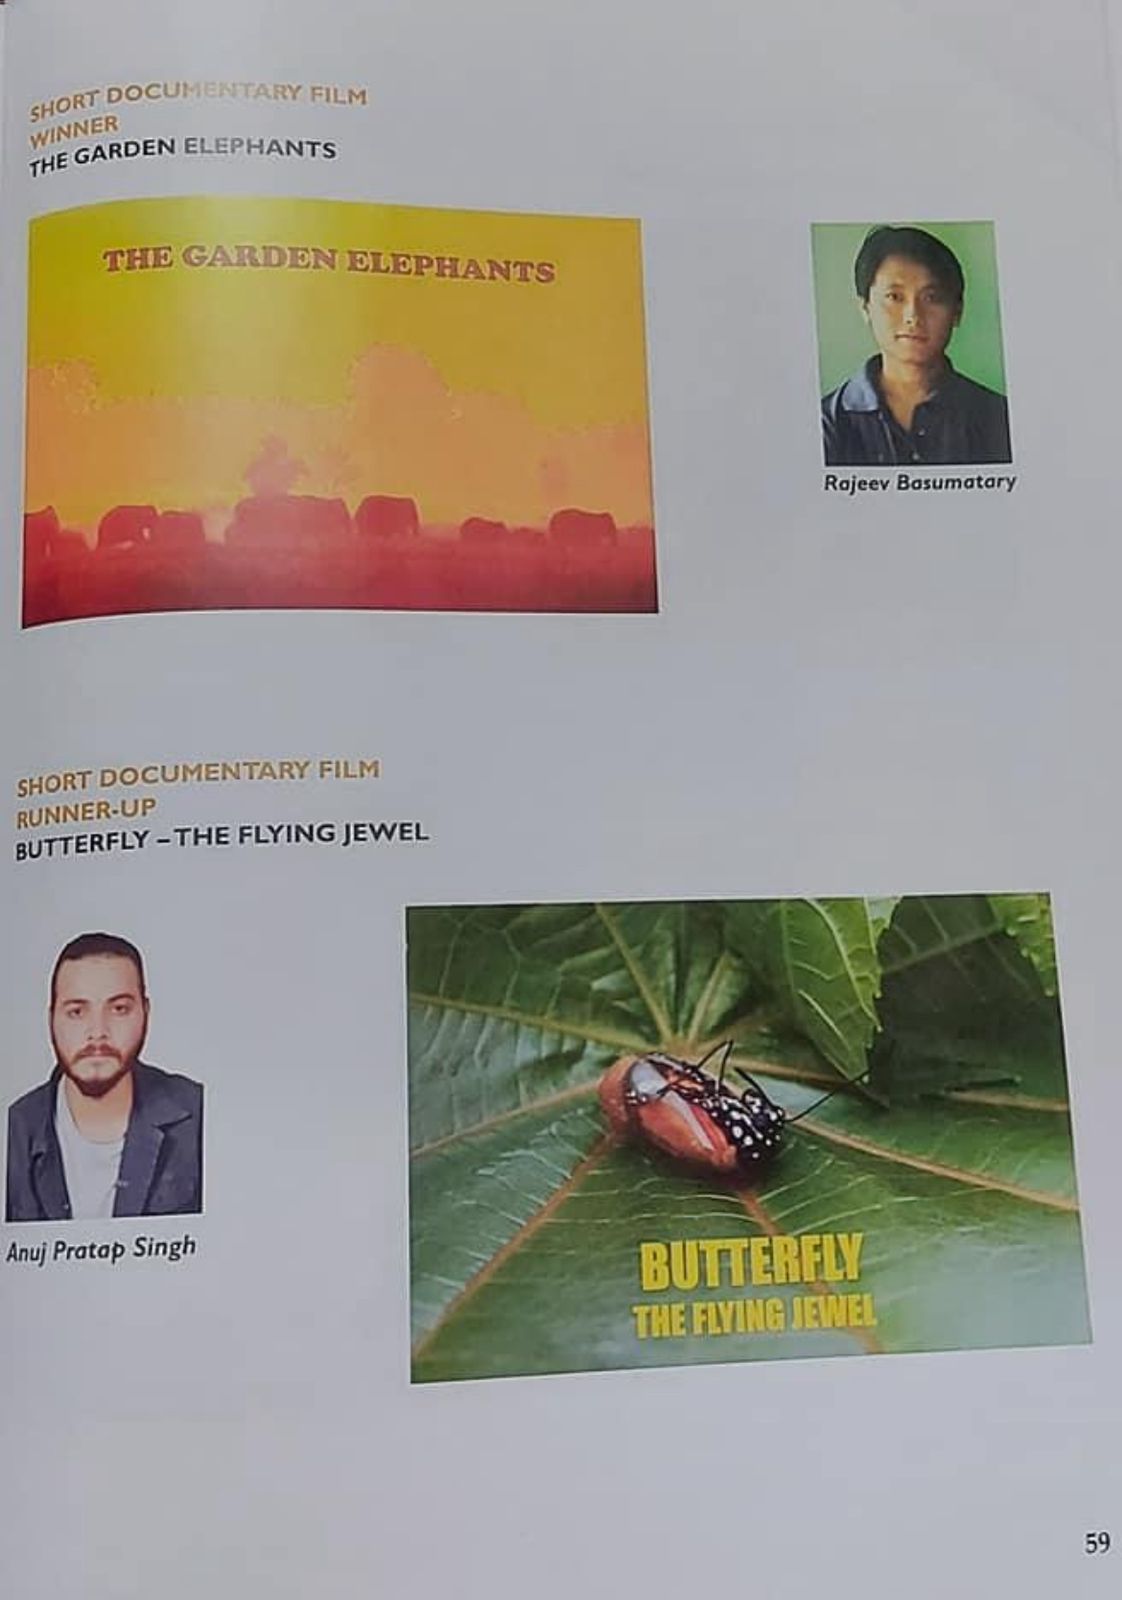 SHORT DOCUMENTARY FILM
WINNER
THE GARDEN ELEPHANTS
THE GARDEN ELEPHANTS
Rajeev Basumatary
SHORT DOCUMENTARY FILM
RUNNER-UP
BUTTERFLY – THE FLYING JEWEL
Anuj Pratap Singh
BUTTERFLY
THE FLYING JEWEL
59